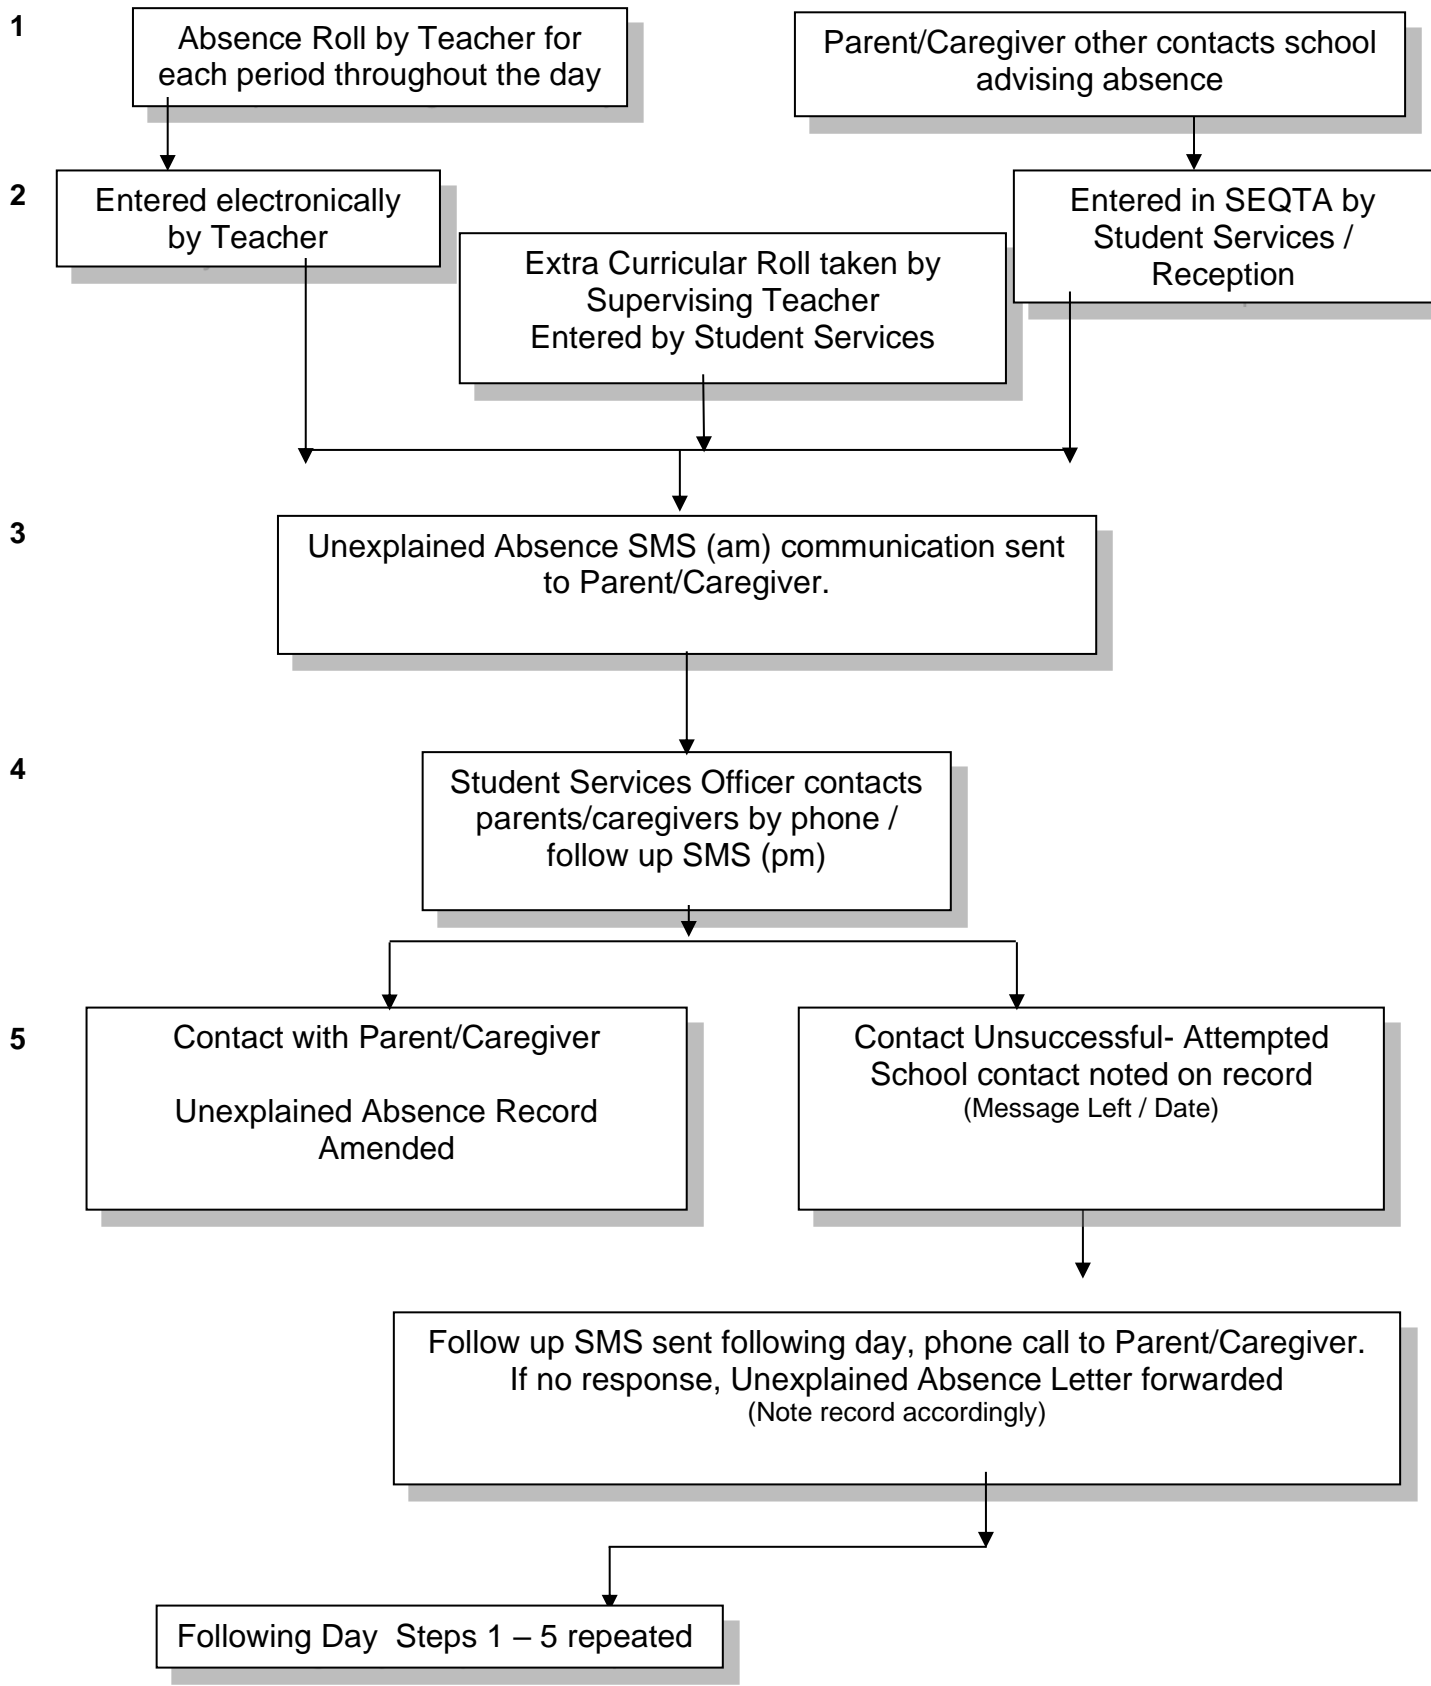 1
Absence Roll by Teacher for
each period throughout the day
Parent/Caregiver other contacts school
advising absence
2
Entered electronically
by Teacher
Extra Curricular Roll taken by
Supervising Teacher
Entered by Student Services
Entered in SEQTA by
Student Services /
Reception
3
Unexplained Absence SMS (am) communication sent
to Parent/Caregiver.
4
Student Services Officer contacts
parents/caregivers by phone /
follow up SMS (pm)
5
Contact with Parent/Caregiver
Unexplained Absence Record
Amended
Contact Unsuccessful- Attempted
School contact noted on record
(Message Left / Date)
Follow up SMS sent following day, phone call to Parent/Caregiver.
If no response, Unexplained Absence Letter forwarded
(Note record accordingly)
Following Day  Steps 1 – 5 repeated